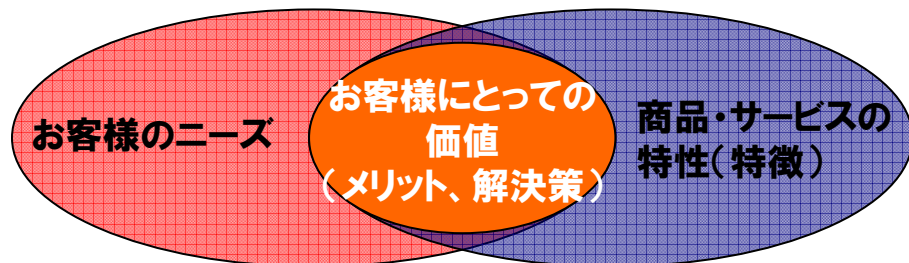 お客様のニーズ
お客様にとっての
価値
（メリット、解決策）
商品・サービスの
特性（特徴）